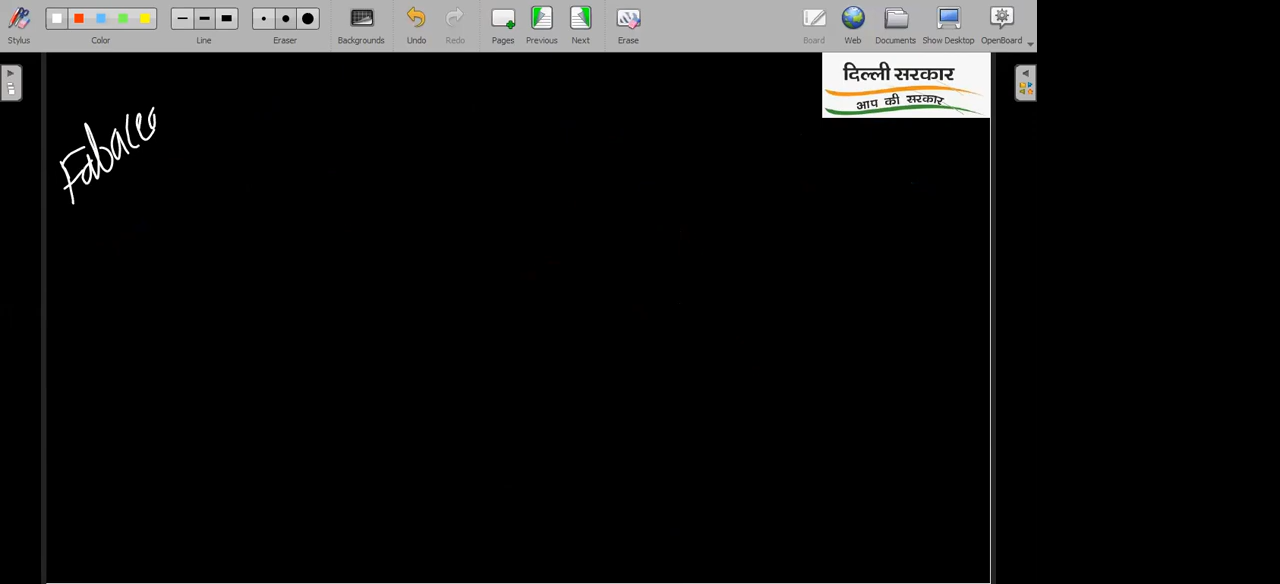 Stylus Color Line Eraser Backgrounds Undo Redo Pages Previous Next Erase Board Web Documents Show Desktop OpenBoard
दिल्ली सरकार
आप की सरकार
Fabace